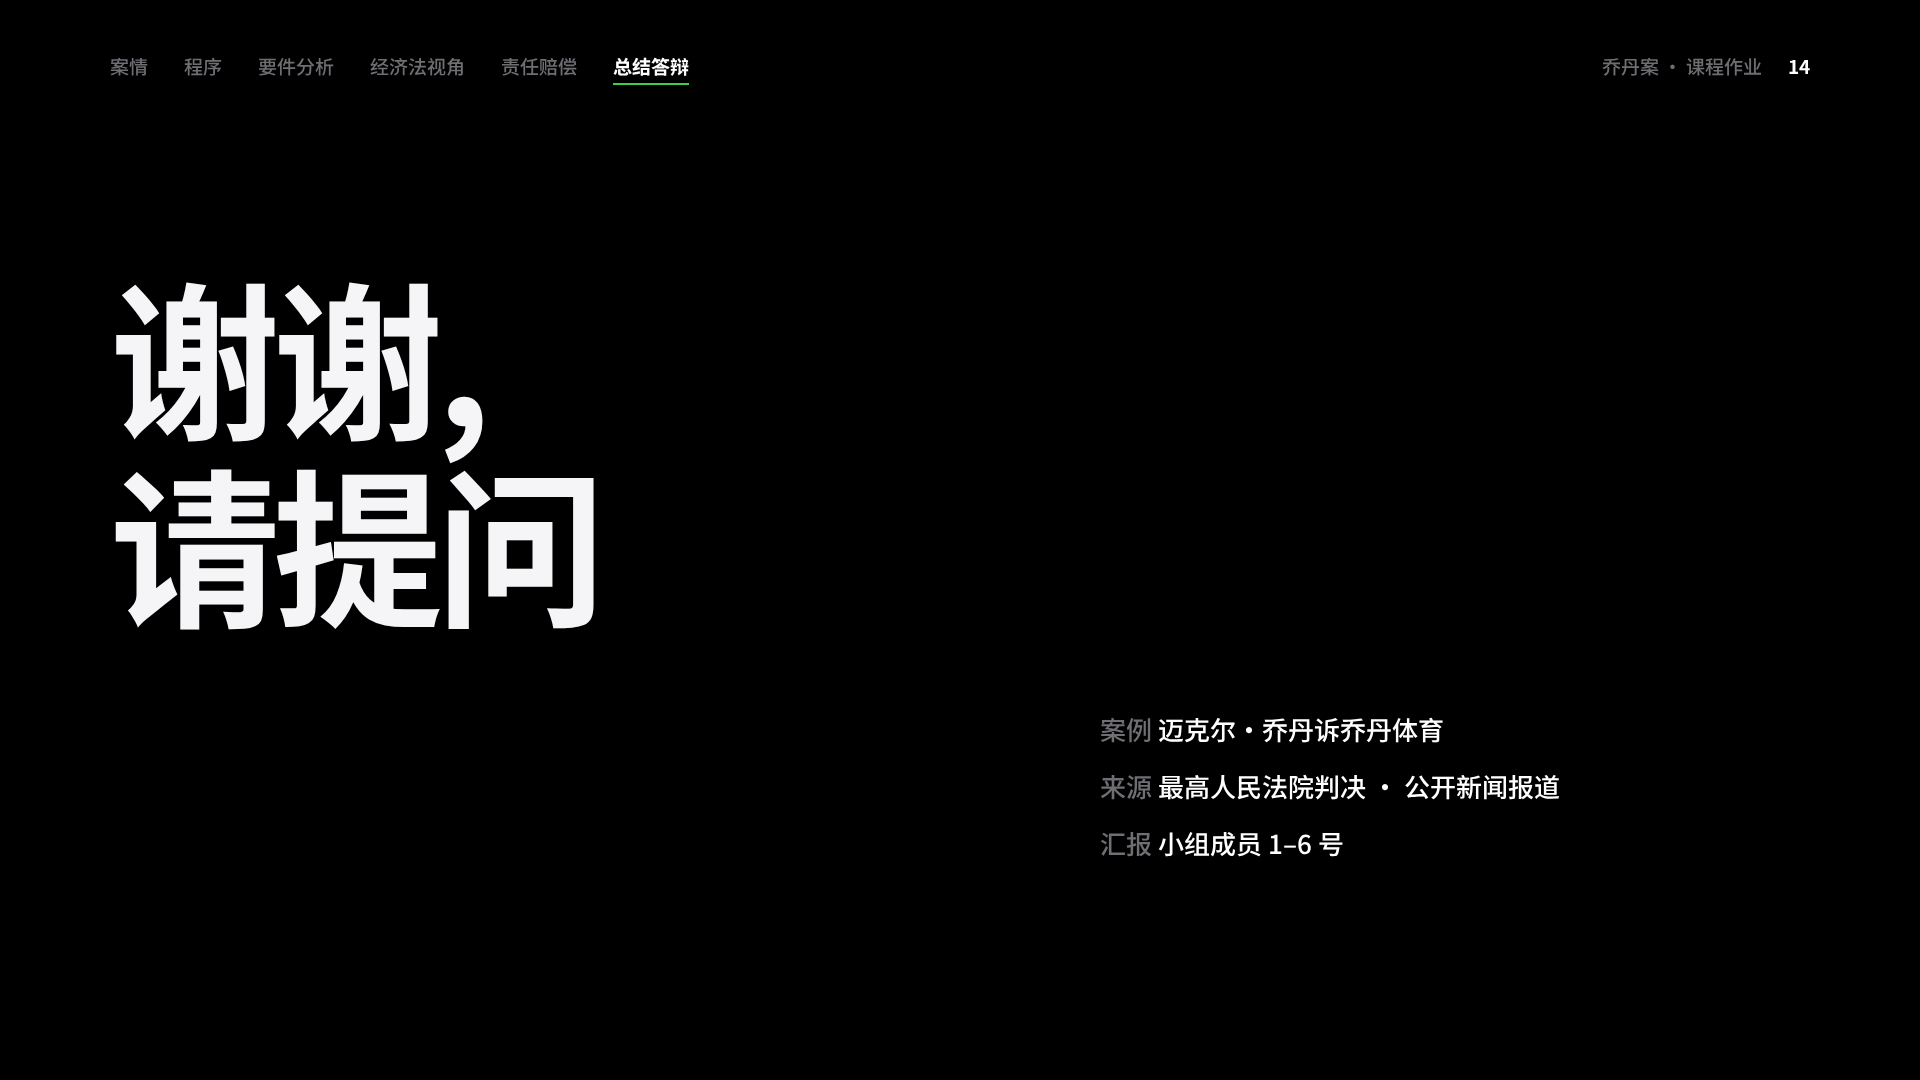 案情 程序 要件分析 经济法视角 责任赔偿 总结答辩 乔丹案 · 课程作业 14
谢谢，
请提问
案例 迈克尔·乔丹诉乔丹体育
来源 最高人民法院判决 · 公开新闻报道
汇报 小组成员 1–6 号